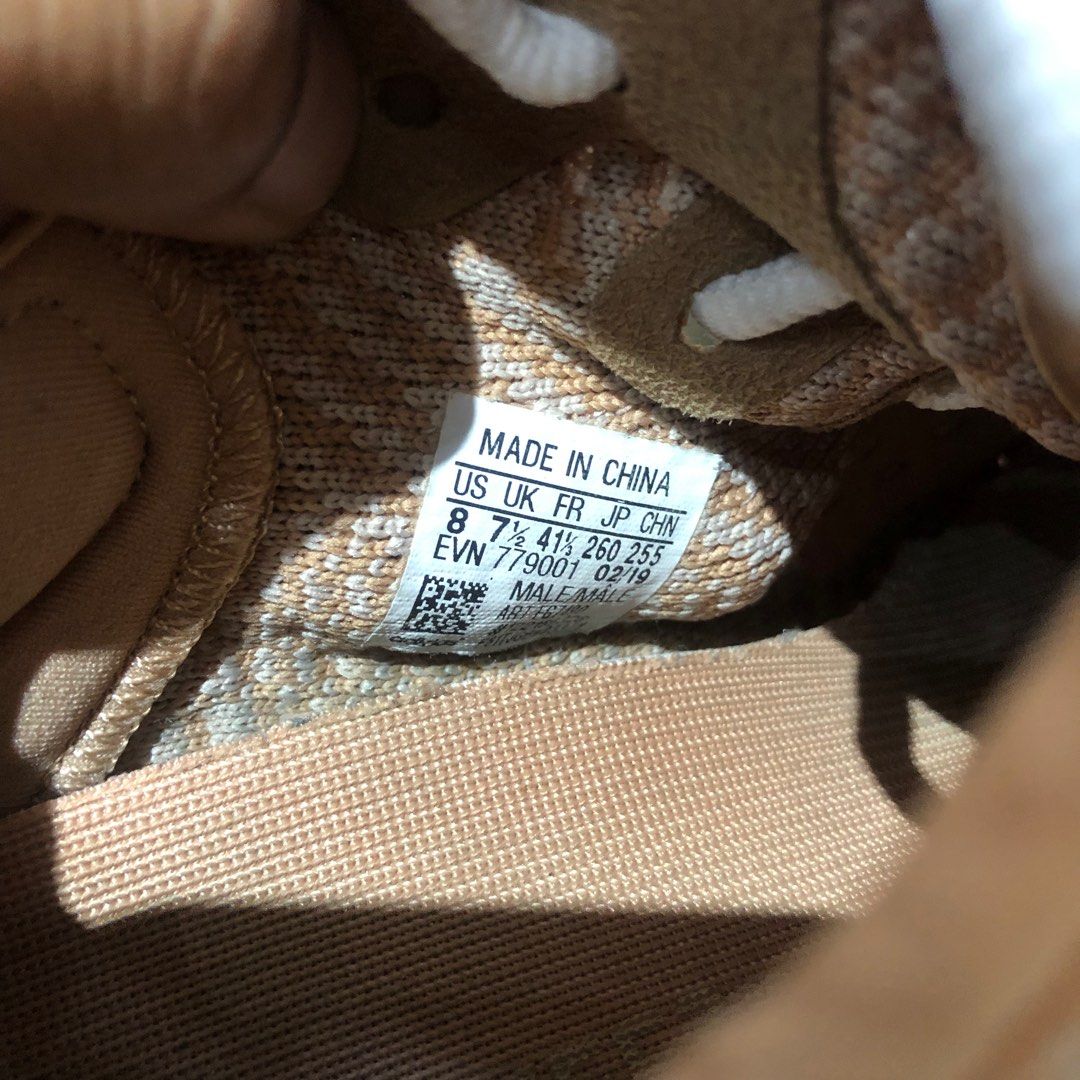 MADE IN CHINA
US UK FR JP CHN
8 7½ 41⅓ 260 255
EVN 779001 02/19
MALE/MÂLE